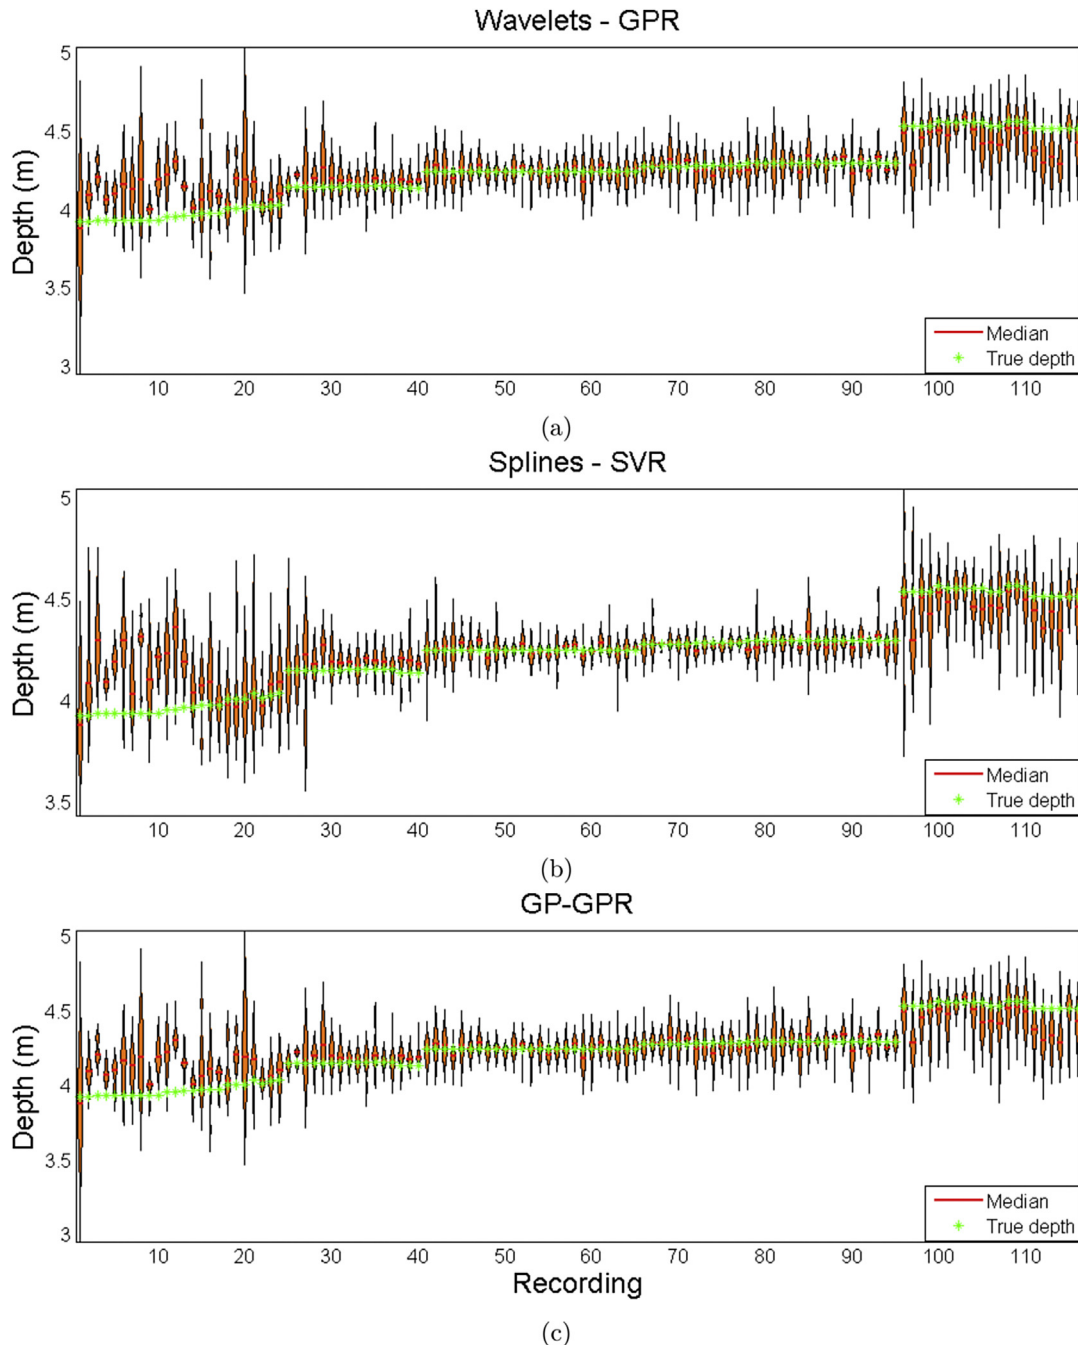 Wavelets - GPR
5
4.5
4
3.5
3
Depth (m)
Median
True depth
10 20 30 40 50 60 70 80 90 100 110
(a)
Splines - SVR
5
4.5
4
3.5
Depth (m)
Median
True depth
10 20 30 40 50 60 70 80 90 100 110
(b)
GP-GPR
5
4.5
4
3.5
3
Depth (m)
Median
True depth
10 20 30 40 50 60 70 80 90 100 110
Recording
(c)